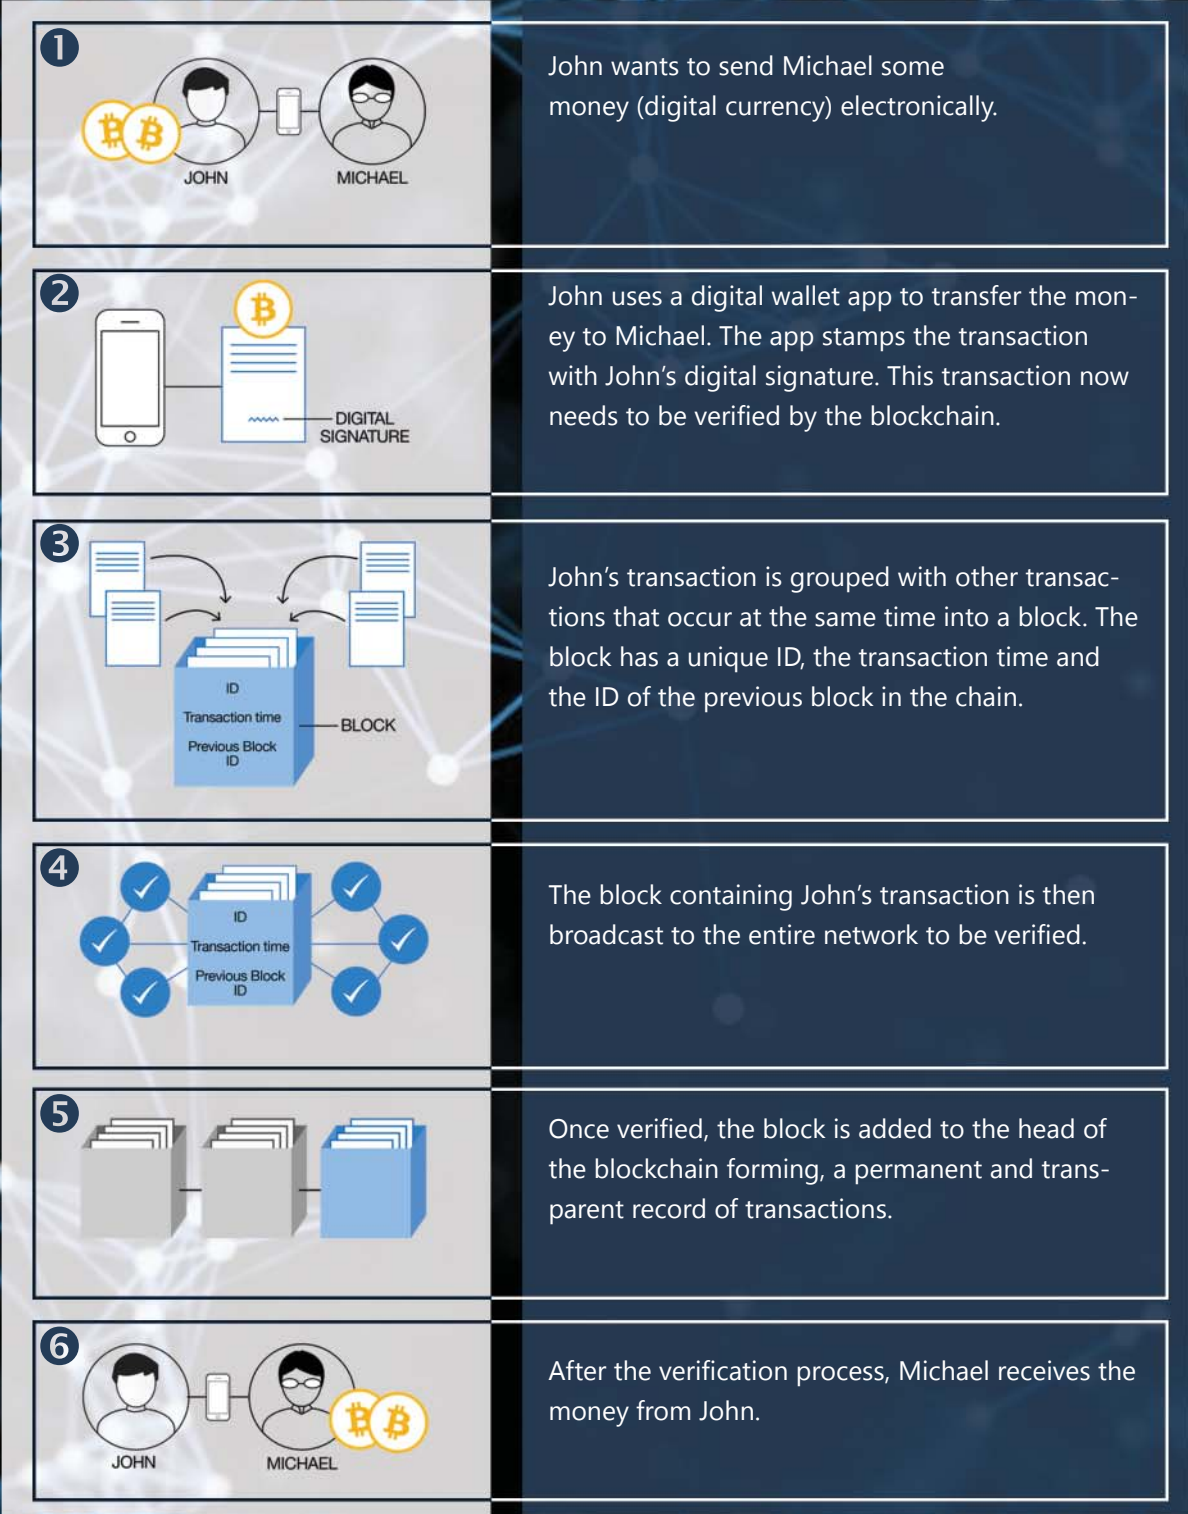 1
John wants to send Michael some
money (digital currency) electronically.
JOHN
MICHAEL
2
John uses a digital wallet app to transfer the mon-
ey to Michael. The app stamps the transaction
with John’s digital signature. This transaction now
needs to be verified by the blockchain.
DIGITAL
SIGNATURE
3
John’s transaction is grouped with other transac-
tions that occur at the same time into a block. The
block has a unique ID, the transaction time and
the ID of the previous block in the chain.
ID
Transaction time
Previous Block
ID
BLOCK
4
The block containing John’s transaction is then
broadcast to the entire network to be verified.
ID
Transaction time
Previous Block
ID
5
Once verified, the block is added to the head of
the blockchain forming, a permanent and trans-
parent record of transactions.
6
After the verification process, Michael receives the
money from John.
JOHN
MICHAEL